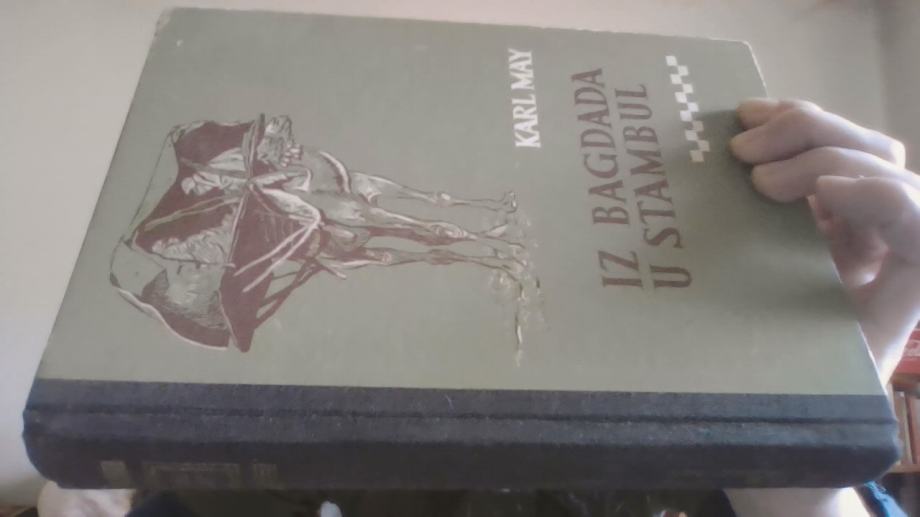 KARL MAY
IZ BAGDADA
U STAMBUL